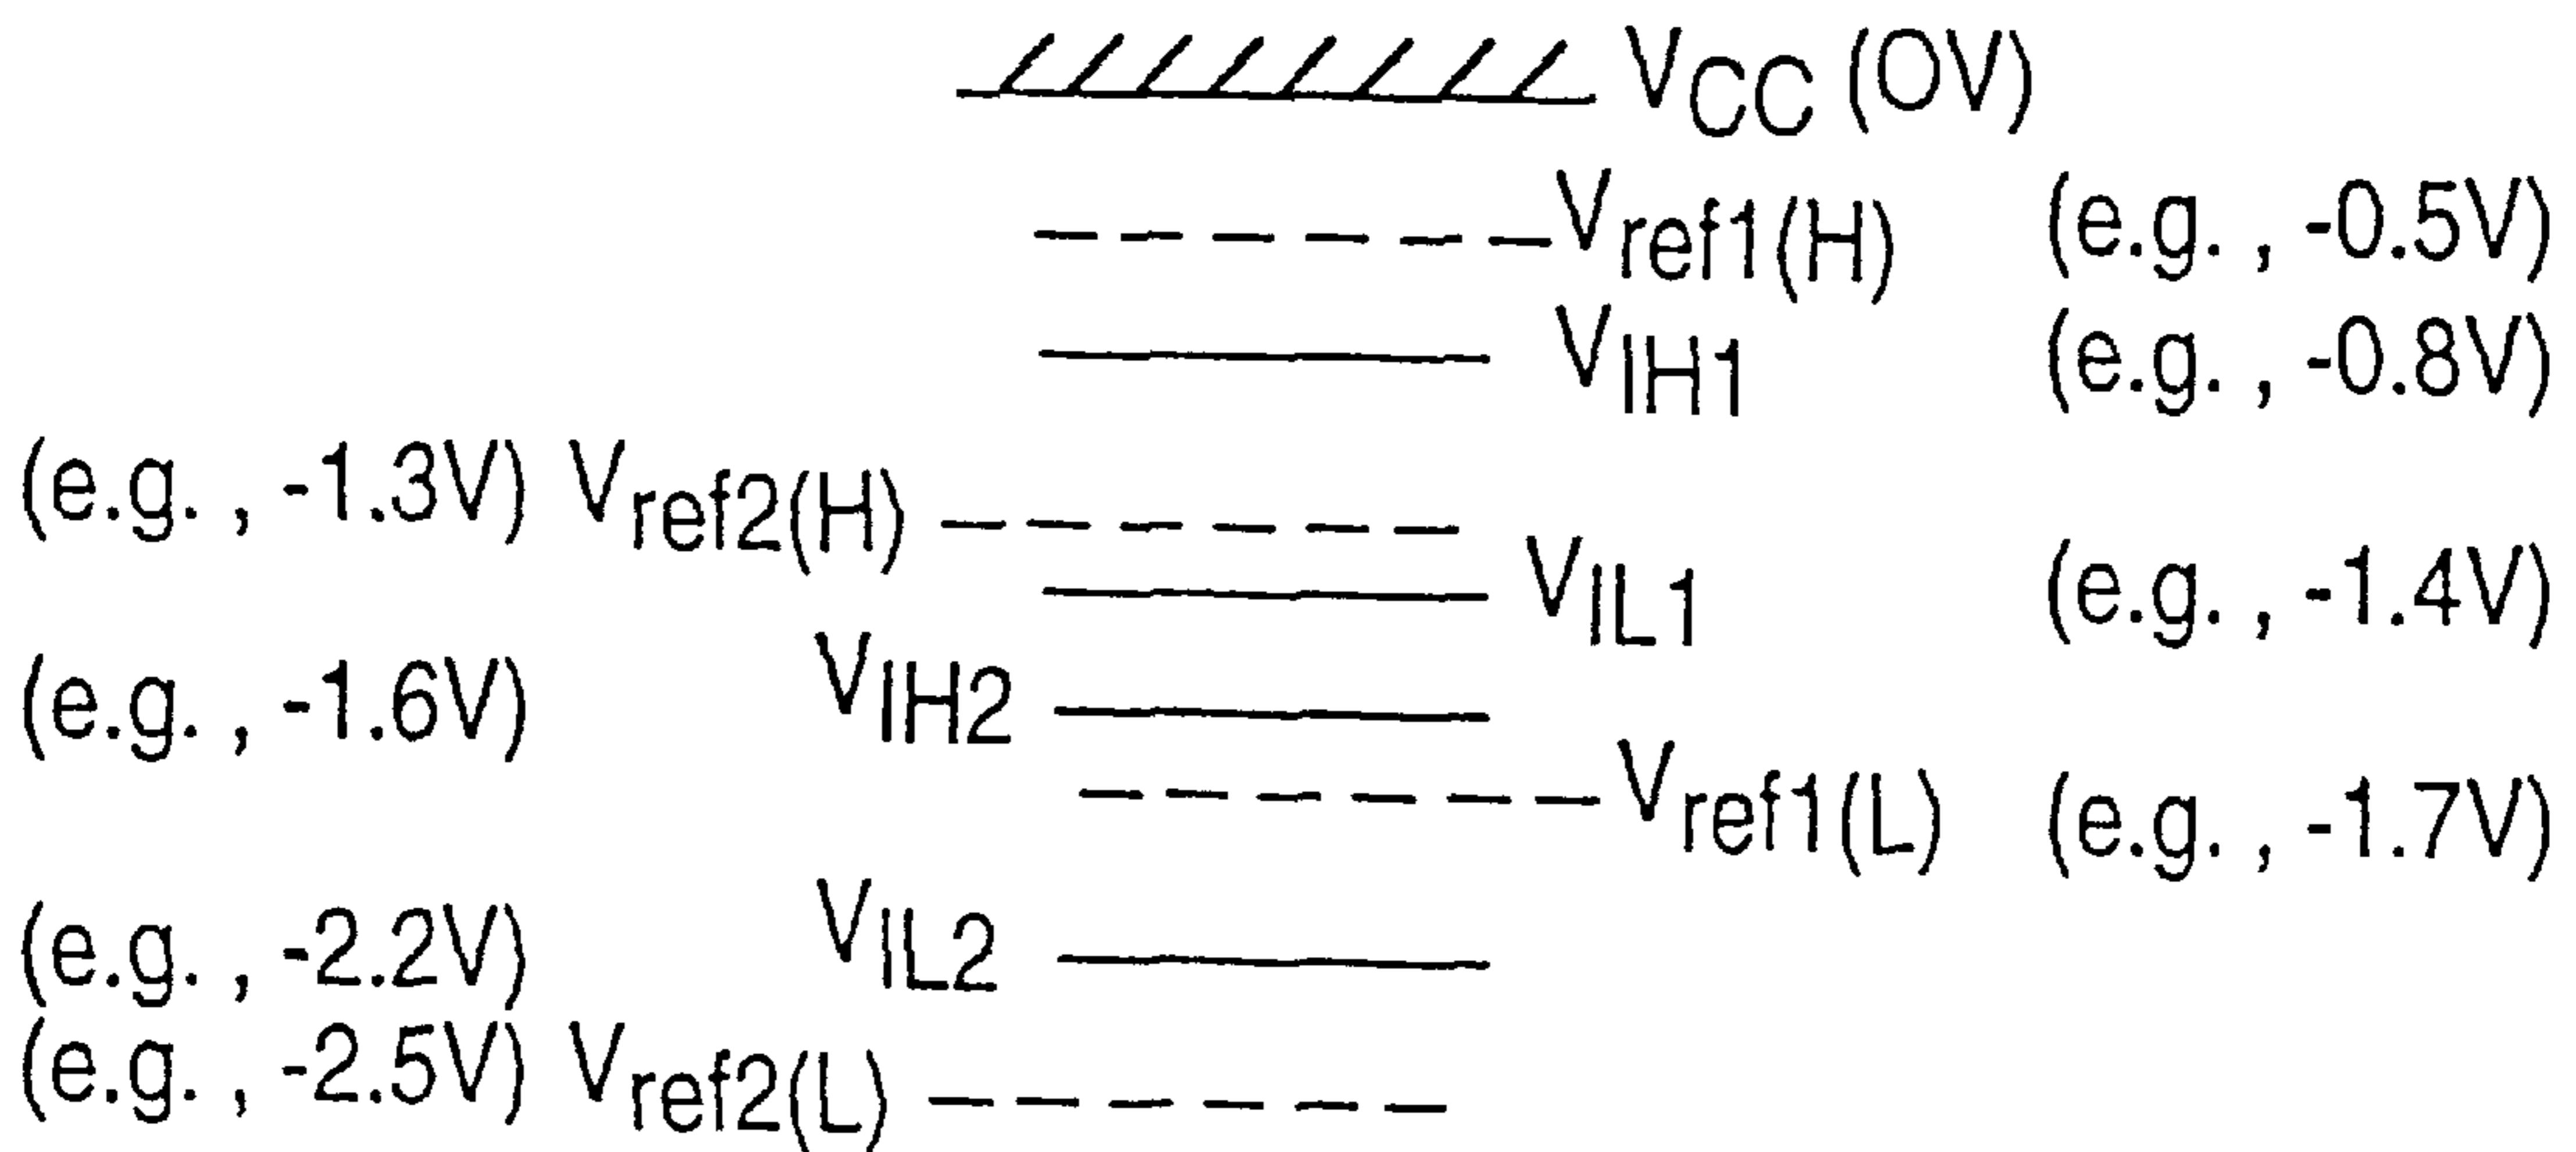 VCC (0V)
Vref1(H) (e.g. , -0.5V)
VIH1 (e.g. , -0.8V)
(e.g. , -1.3V) Vref2(H)
VIL1 (e.g. , -1.4V)
(e.g. , -1.6V) VIH2
Vref1(L) (e.g. , -1.7V)
(e.g. , -2.2V) VIL2
(e.g. , -2.5V) Vref2(L)